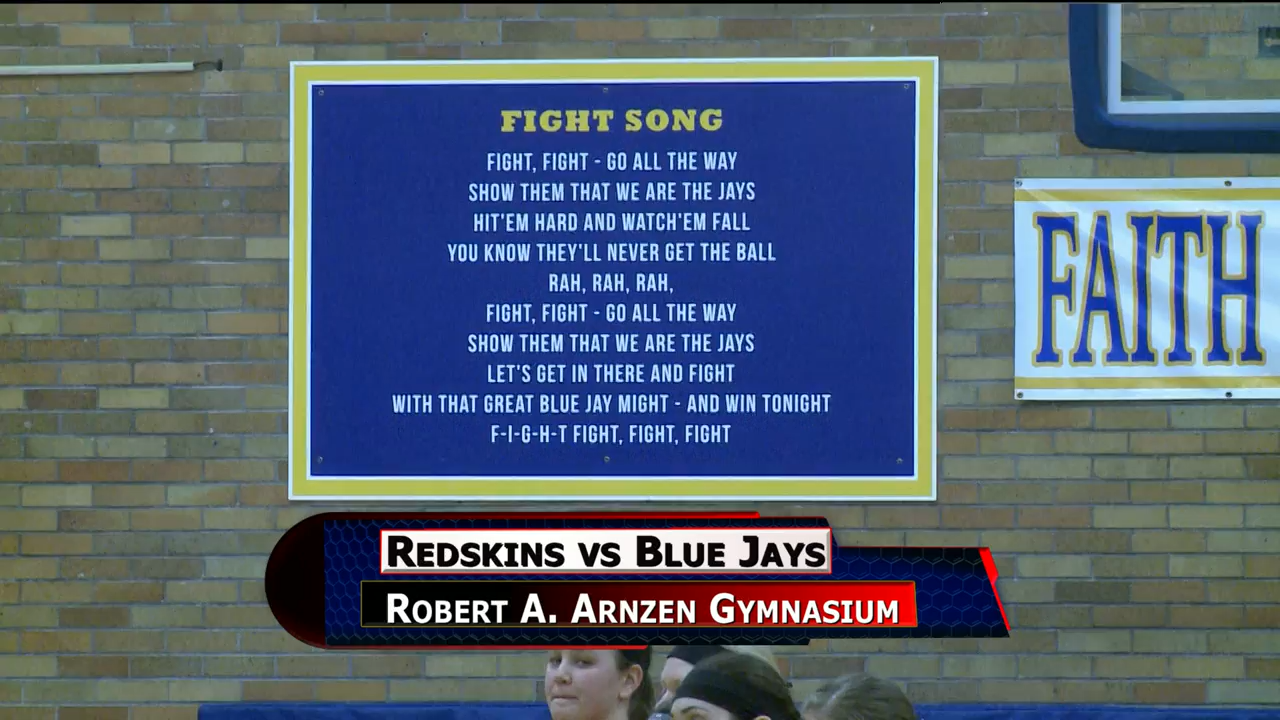 FIGHT SONG
FIGHT, FIGHT - GO ALL THE WAY
SHOW THEM THAT WE ARE THE JAYS
HIT'EM HARD AND WATCH'EM FALL
YOU KNOW THEY'LL NEVER GET THE BALL
RAH, RAH, RAH,
FIGHT, FIGHT - GO ALL THE WAY
SHOW THEM THAT WE ARE THE JAYS
LET'S GET IN THERE AND FIGHT
WITH THAT GREAT BLUE JAY MIGHT - AND WIN TONIGHT
F-I-G-H-T FIGHT, FIGHT, FIGHT
FAITH
REDSKINS VS BLUE JAYS
ROBERT A. ARNZEN GYMNASIUM